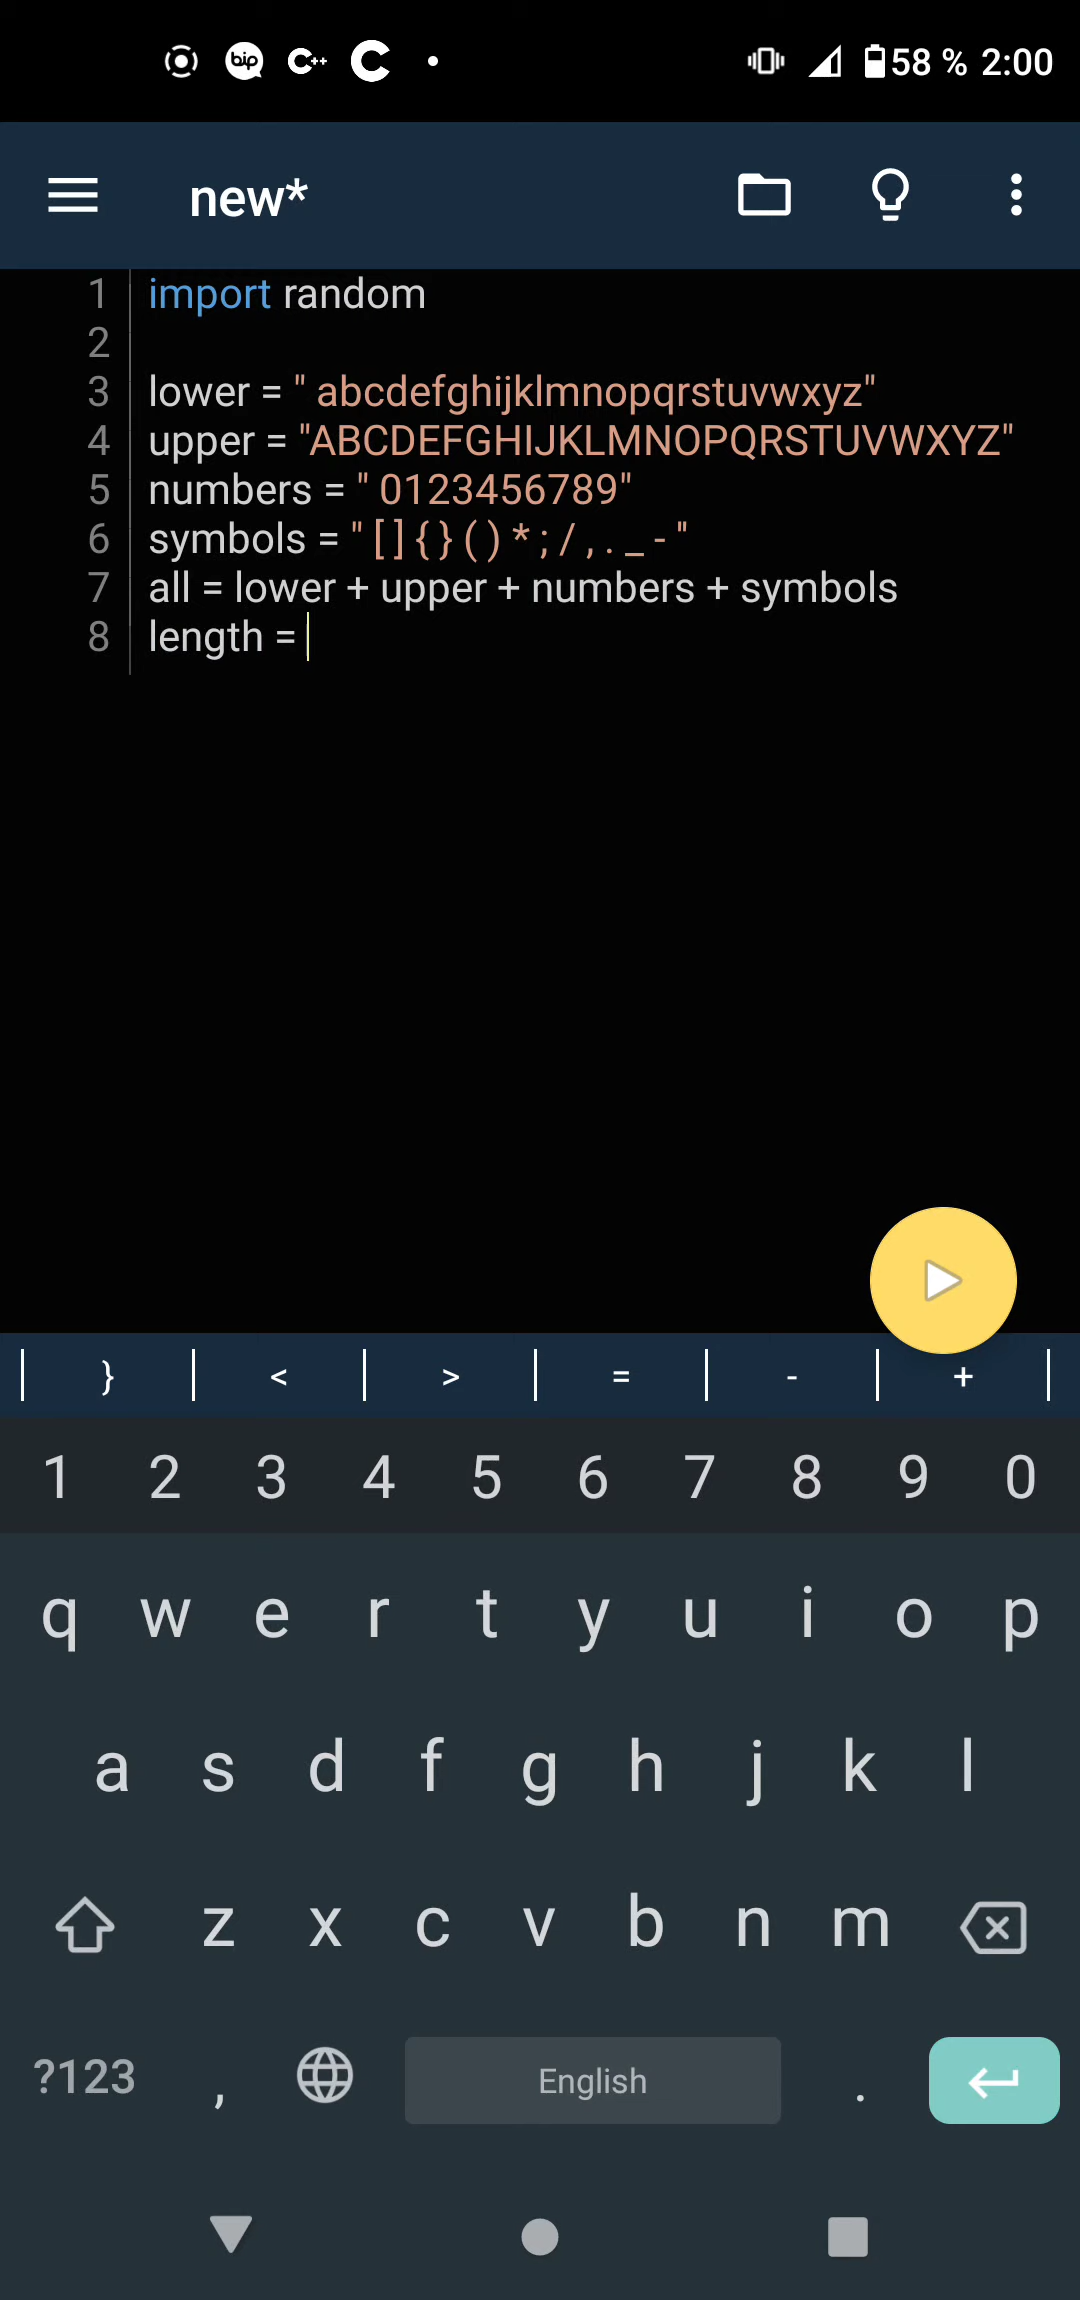 bip C++ C 58 % 2:00
new*
1 import random
2
3 lower = " abcdefghijklmnopqrstuvwxyz"
4 upper = "ABCDEFGHIJKLMNOPQRSTUVWXYZ"
5 numbers = " 0123456789"
6 symbols = " [ ] { } ( ) * ; / , . _ - "
7 all = lower + upper + numbers + symbols
8 length =
} < > = - +
1 2 3 4 5 6 7 8 9 0
q w e r t y u i o p
a s d f g h j k l
z x c v b n m
?123 , English .